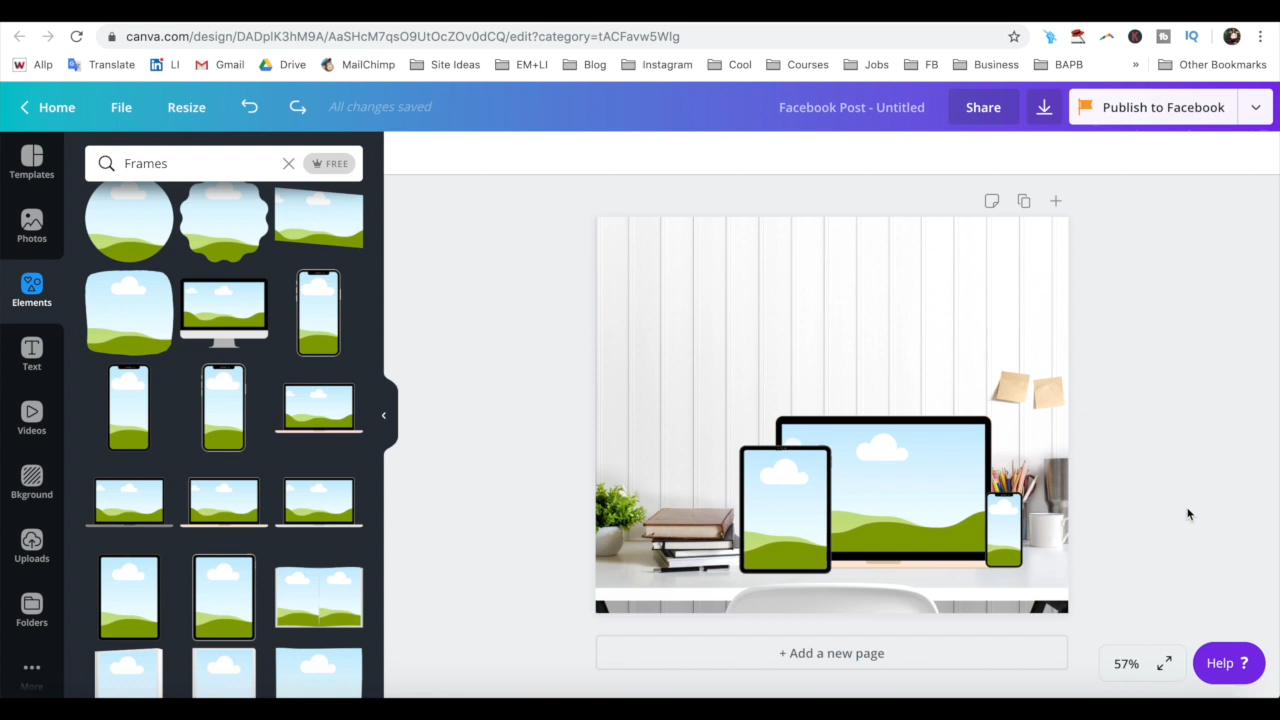 canva.com/design/DADplK3hM9A/AaSHcM7qsO9UtOcZOv0dCQ/edit?category=tACFavw5WIg
Allp Translate LI Gmail Drive MailChimp Site Ideas EM+LI Blog Instagram Cool Courses Jobs FB Business BAPB » Other Bookmarks
Home File Resize All changes saved Facebook Post - Untitled Share Publish to Facebook
Frames FREE
Templates
Photos
Elements
Text
Videos
Bkground
Uploads
Folders
More
+ Add a new page
57%
Help ?